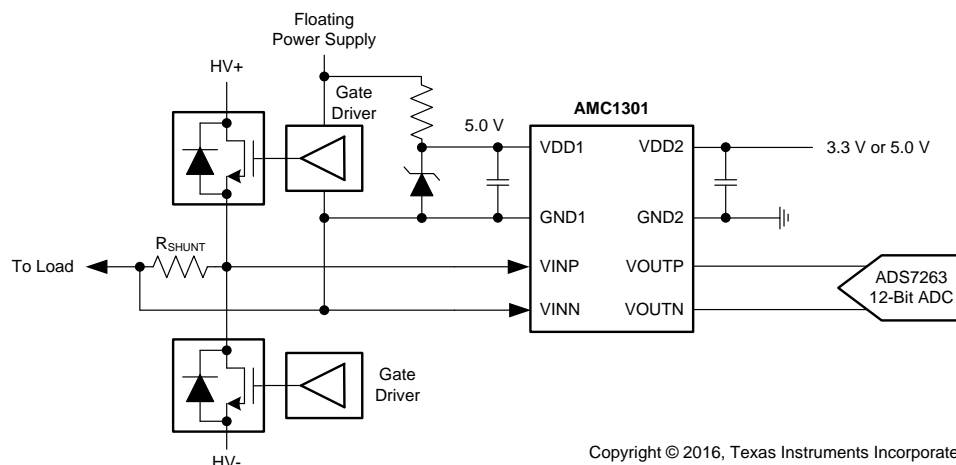 Floating
Power Supply
HV+
Gate
Driver
5.0 V
AMC1301
VDD1
VDD2
3.3 V or 5.0 V
GND1
GND2
RSHUNT
To Load
VINP
VOUTP
ADS7263
12-Bit ADC
VINN
VOUTN
Gate
Driver
HV-
Copyright © 2016, Texas Instruments Incorporate